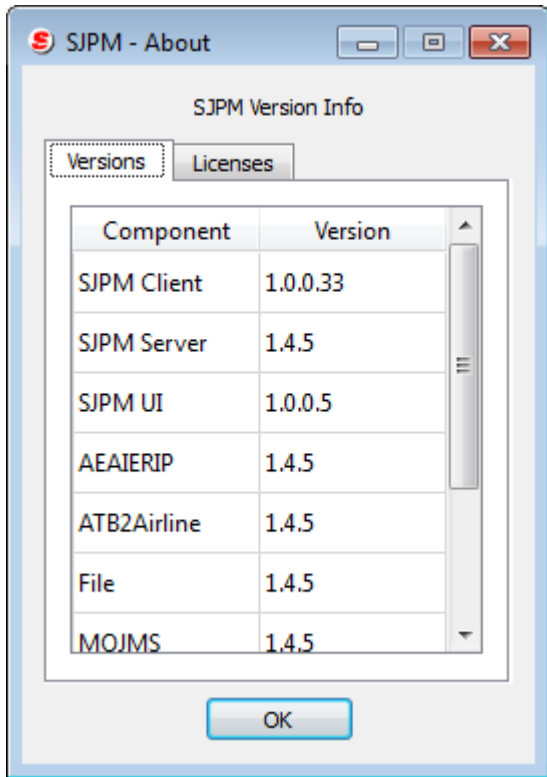 SJPM - About
SJPM Version Info
Versions Licenses
Component Version
SJPM Client 1.0.0.33
SJPM Server 1.4.5
SJPM UI 1.0.0.5
AEAIERIP 1.4.5
ATB2Airline 1.4.5
File 1.4.5
MOJMS 1.4.5
OK